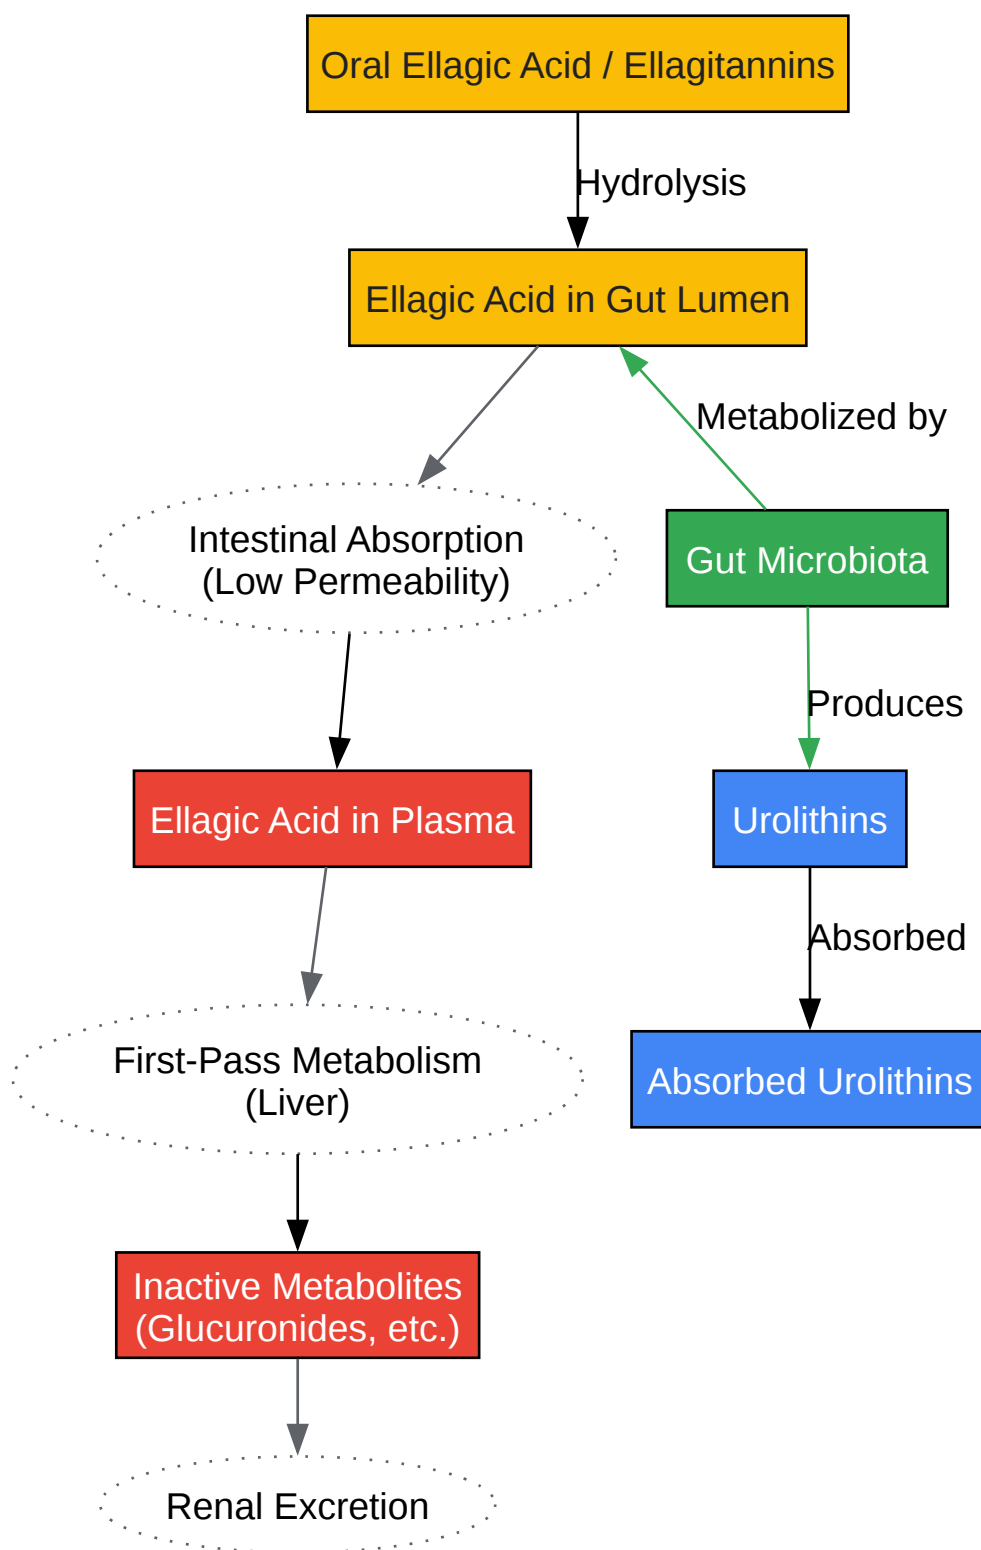 Oral Ellagic Acid / Ellagitannins
Hydrolysis
Ellagic Acid in Gut Lumen
Metabolized by
Intestinal Absorption
(Low Permeability)
Gut Microbiota
Produces
Ellagic Acid in Plasma
Urolithins
Absorbed
First-Pass Metabolism
(Liver)
Absorbed Urolithins
Inactive Metabolites
(Glucuronides, etc.)
Renal Excretion